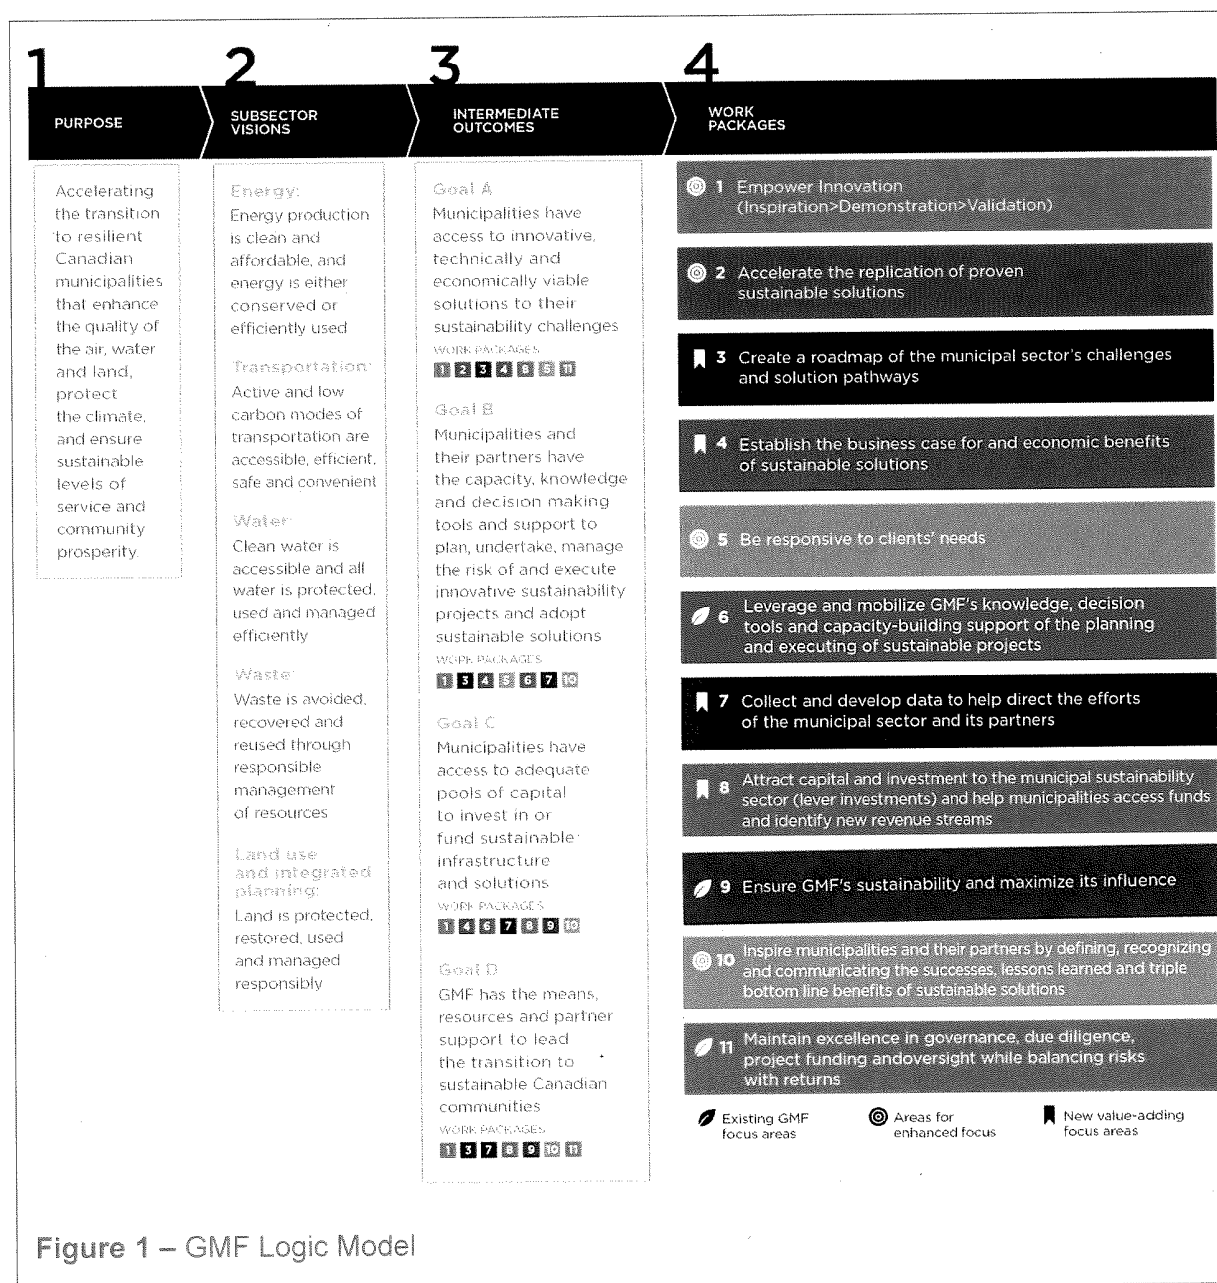 1
PURPOSE
Accelerating
the transition
to resilient
Canadian
municipalities
that enhance
the quality of
the air, water
and land,
protect
the climate,
and ensure
sustainable
levels of
service and
community
prosperity.
2
SUBSECTOR
VISIONS
Energy:
Energy production
is clean and
affordable, and
energy is either
conserved or
efficiently used
Transportation:
Active and low
carbon modes of
transportation are
accessible, efficient,
safe and convenient
Water:
Clean water is
accessible and all
water is protected,
used and managed
efficiently
Waste:
Waste is avoided,
recovered and
reused through
responsible
management
of resources
Land use
and integrated
planning:
Land is protected,
restored, used
and managed
responsibly
3
INTERMEDIATE
OUTCOMES
Goal A
Municipalities have
access to innovative,
technically and
economically viable
solutions to their
sustainability challenges
WORK PACKAGES
1 2 3 4 8 5 11
Goal B
Municipalities and
their partners have
the capacity, knowledge
and decision making
tools and support to
plan, undertake, manage
the risk of and execute
innovative sustainability
projects and adopt
sustainable solutions
WORK PACKAGES
1 3 4 5 6 7 10
Goal C
Municipalities have
access to adequate
pools of capital
to invest in or
fund sustainable
infrastructure
and solutions
WORK PACKAGES
1 4 6 7 8 9 10
Goal D
GMF has the means,
resources and partner
support to lead
the transition to
sustainable Canadian
communities
WORK PACKAGES
1 3 7 8 9 10 11
4
WORK
PACKAGES
1 Empower Innovation
(Inspiration>Demonstration>Validation)
2 Accelerate the replication of proven
sustainable solutions
3 Create a roadmap of the municipal sector's challenges
and solution pathways
4 Establish the business case for and economic benefits
of sustainable solutions
5 Be responsive to clients' needs
6 Leverage and mobilize GMF's knowledge, decision
tools and capacity-building support of the planning
and executing of sustainable projects
7 Collect and develop data to help direct the efforts
of the municipal sector and its partners
8 Attract capital and investment to the municipal sustainability
sector (lever investments) and help municipalities access funds
and identify new revenue streams
9 Ensure GMF's sustainability and maximize its influence
10 Inspire municipalities and their partners by defining, recognizing
and communicating the successes, lessons learned and triple
bottom line benefits of sustainable solutions
11 Maintain excellence in governance, due diligence,
project funding andoversight while balancing risks
with returns
Existing GMF
focus areas
Areas for
enhanced focus
New value-adding
focus areas
Figure 1 – GMF Logic Model